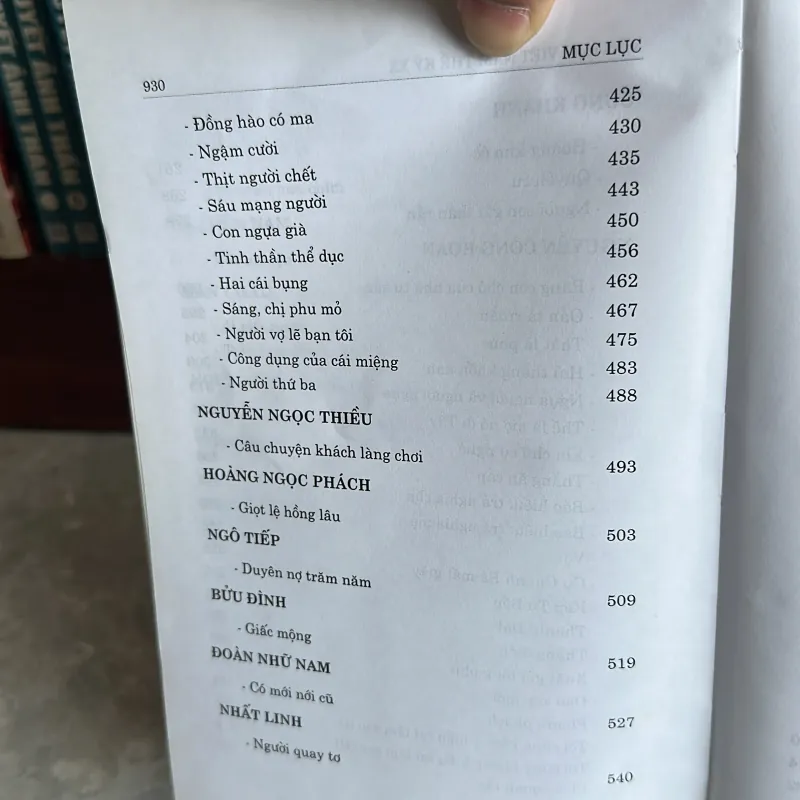 930 MỤC LỤC
- Đồng hào có ma 425
- Ngậm cười 430
- Thịt người chết 435
- Sáu mạng người 443
- Con ngựa già 450
- Tinh thần thể dục 456
- Hai cái bụng 462
- Sáng, chị phu mỏ 467
- Người vợ lẽ bạn tôi 475
- Công dụng của cái miệng 483
- Người thứ ba 488
NGUYỄN NGỌC THIỀU
- Câu chuyện khách làng chơi 493
HOÀNG NGỌC PHÁCH
- Giọt lệ hồng lâu 503
NGÔ TIẾP
- Duyên nợ trăm năm 509
BỬU ĐÌNH
- Giấc mộng 519
ĐOÀN NHỮ NAM
- Có mới nới cũ 527
NHẤT LINH
- Người quay tơ 540